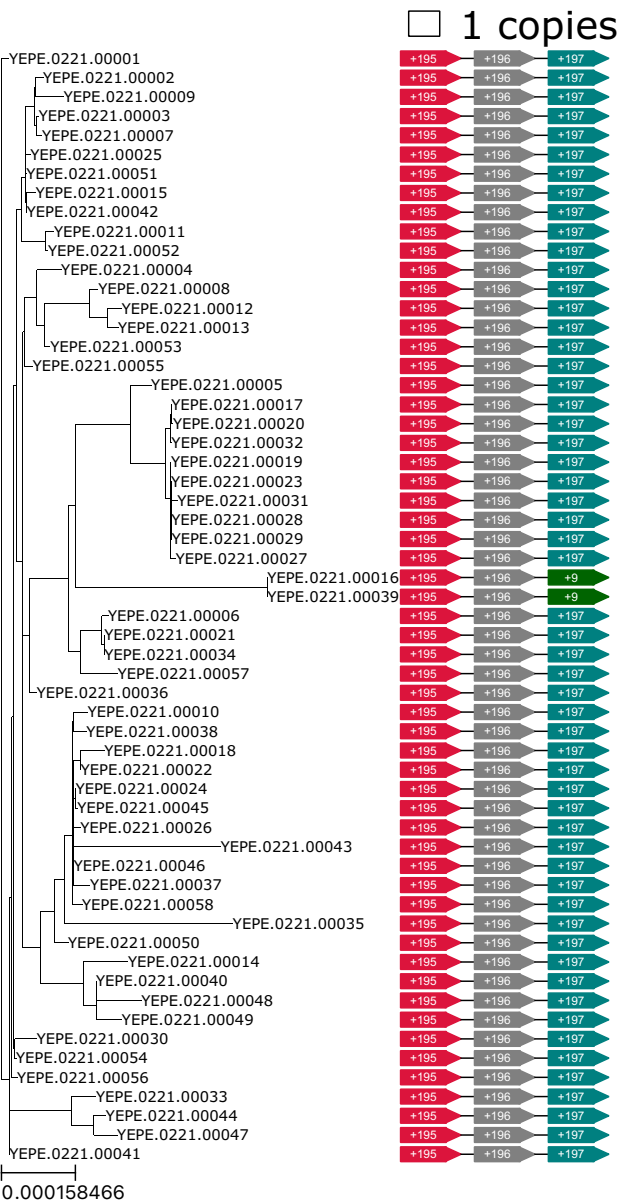 1 copies
YEPE.0221.00001 +195 +196 +197
YEPE.0221.00002 +195 +196 +197
YEPE.0221.00009 +195 +196 +197
YEPE.0221.00003 +195 +196 +197
YEPE.0221.00007 +195 +196 +197
YEPE.0221.00025 +195 +196 +197
YEPE.0221.00051 +195 +196 +197
YEPE.0221.00015 +195 +196 +197
YEPE.0221.00042 +195 +196 +197
YEPE.0221.00011 +195 +196 +197
YEPE.0221.00052 +195 +196 +197
YEPE.0221.00004 +195 +196 +197
YEPE.0221.00008 +195 +196 +197
YEPE.0221.00012 +195 +196 +197
YEPE.0221.00013 +195 +196 +197
YEPE.0221.00053 +195 +196 +197
YEPE.0221.00055 +195 +196 +197
YEPE.0221.00005 +195 +196 +197
YEPE.0221.00017 +195 +196 +197
YEPE.0221.00020 +195 +196 +197
YEPE.0221.00032 +195 +196 +197
YEPE.0221.00019 +195 +196 +197
YEPE.0221.00023 +195 +196 +197
YEPE.0221.00031 +195 +196 +197
YEPE.0221.00028 +195 +196 +197
YEPE.0221.00029 +195 +196 +197
YEPE.0221.00027 +195 +196 +197
YEPE.0221.00016 +195 +196 +9
YEPE.0221.00039 +195 +196 +9
YEPE.0221.00006 +195 +196 +197
YEPE.0221.00021 +195 +196 +197
YEPE.0221.00034 +195 +196 +197
YEPE.0221.00057 +195 +196 +197
YEPE.0221.00036 +195 +196 +197
YEPE.0221.00010 +195 +196 +197
YEPE.0221.00038 +195 +196 +197
YEPE.0221.00018 +195 +196 +197
YEPE.0221.00022 +195 +196 +197
YEPE.0221.00024 +195 +196 +197
YEPE.0221.00045 +195 +196 +197
YEPE.0221.00026 +195 +196 +197
YEPE.0221.00043 +195 +196 +197
YEPE.0221.00046 +195 +196 +197
YEPE.0221.00037 +195 +196 +197
YEPE.0221.00058 +195 +196 +197
YEPE.0221.00035 +195 +196 +197
YEPE.0221.00050 +195 +196 +197
YEPE.0221.00014 +195 +196 +197
YEPE.0221.00040 +195 +196 +197
YEPE.0221.00048 +195 +196 +197
YEPE.0221.00049 +195 +196 +197
YEPE.0221.00030 +195 +196 +197
YEPE.0221.00054 +195 +196 +197
YEPE.0221.00056 +195 +196 +197
YEPE.0221.00033 +195 +196 +197
YEPE.0221.00044 +195 +196 +197
YEPE.0221.00047 +195 +196 +197
YEPE.0221.00041 +195 +196 +197
0.000158466